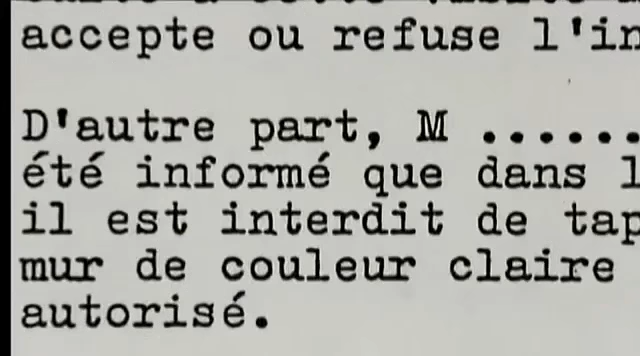 accepte ou refuse l'in
D'autre part, M ......
été informé que dans l
il est interdit de tap
mur de couleur claire
autorisé.